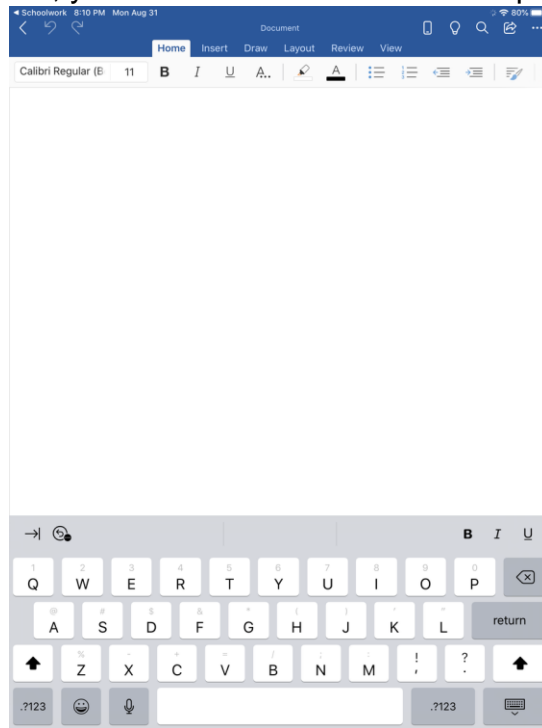 ◄ Schoolwork 8:10 PM Mon Aug 31 80%
Document
Home Insert Draw Layout Review View
Calibri Regular (B 11 B I U A.. A
B I U
1 2 3 4 5 6 7 8 9 0
Q W E R T Y U I O P
@ # $ & * ( ) ' "
A S D F G H J K L return
% - + = / ; : ! ?
Z X C V B N M , .
.?123 .?123